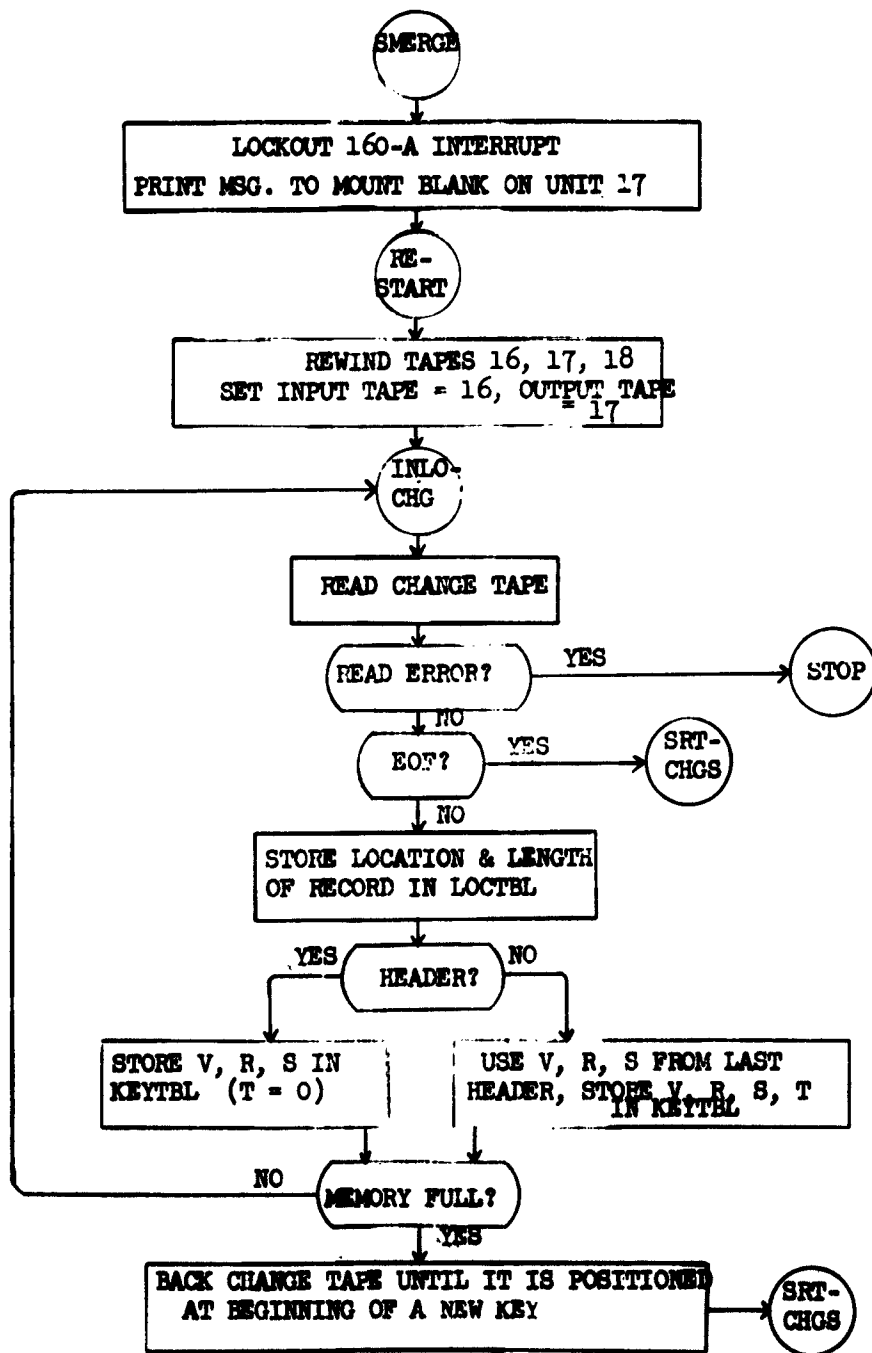 SMERGE
LOCKOUT 160-A INTERRUPT
PRINT MSG. TO MOUNT BLANK ON UNIT 17
RE-
START
REWIND TAPES 16, 17, 18
SET INPUT TAPE = 16, OUTPUT TAPE
= 17
INLO-
CHG
READ CHANGE TAPE
READ ERROR?
YES
STOP
NO
EOF?
YES
SRT-
CHGS
NO
STORE LOCATION & LENGTH
OF RECORD IN LOCTBL
YES
HEADER?
NO
STORE V, R, S IN
KEYTBL (T = 0)
USE V, R, S FROM LAST
HEADER, STORE V, R, S, T
IN KEYTBL
NO
MEMORY FULL?
YES
BACK CHANGE TAPE UNTIL IT IS POSITIONED
AT BEGINNING OF A NEW KEY
SRT-
CHGS